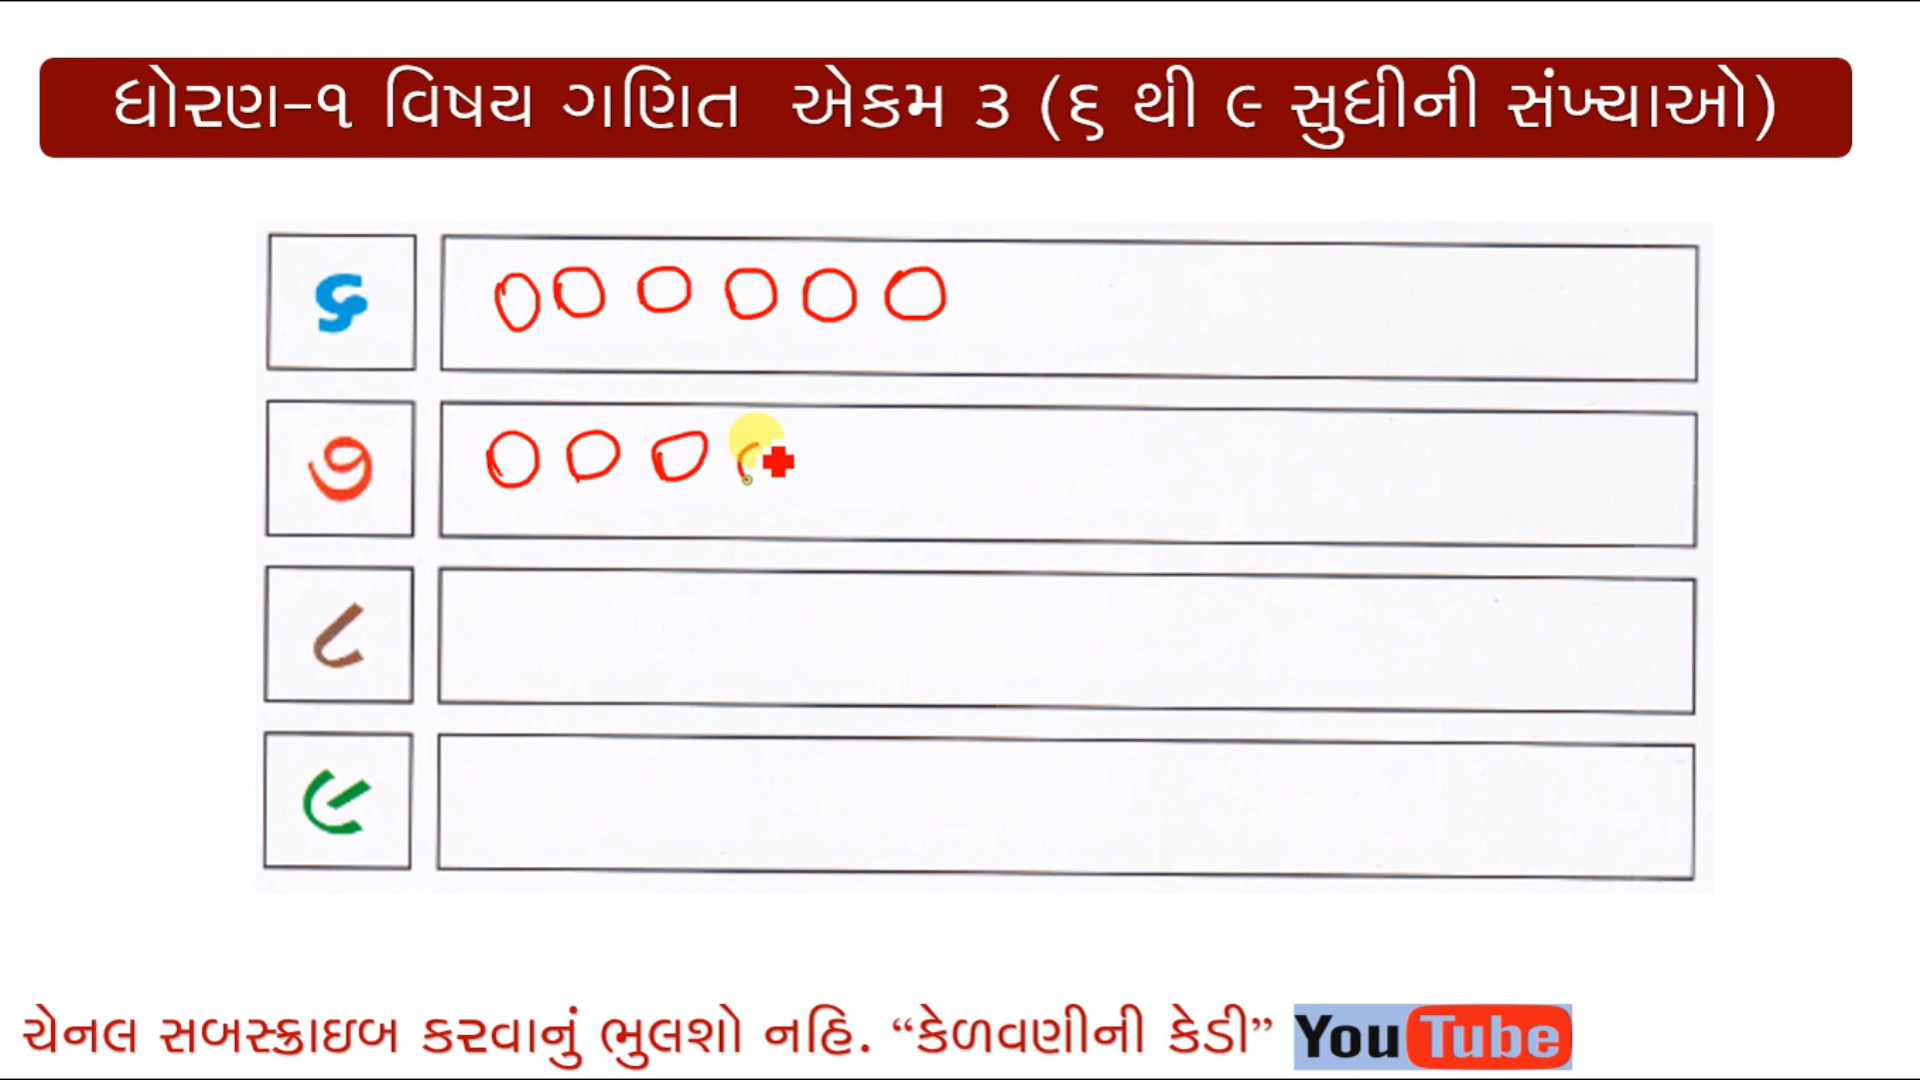 ધોરણ-૧ વિષય ગણિત એકમ ૩ (૬ થી ૯ સુધીની સંખ્યાઓ)
૬
૭
૮
૯
ચેનલ સબસ્ક્રાઇબ કરવાનું ભુલશો નહિ. “કેળવણીની કેડી” YouTube